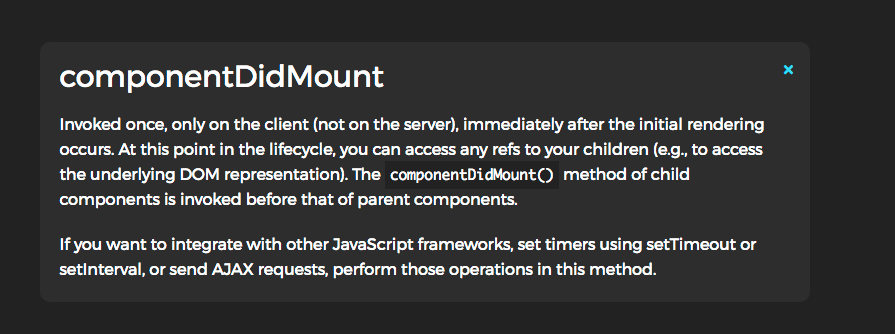 componentDidMount
Invoked once, only on the client (not on the server), immediately after the initial rendering
occurs. At this point in the lifecycle, you can access any refs to your children (e.g., to access
the underlying DOM representation). The componentDidMount() method of child
components is invoked before that of parent components.
If you want to integrate with other JavaScript frameworks, set timers using setTimeout or
setInterval, or send AJAX requests, perform those operations in this method.